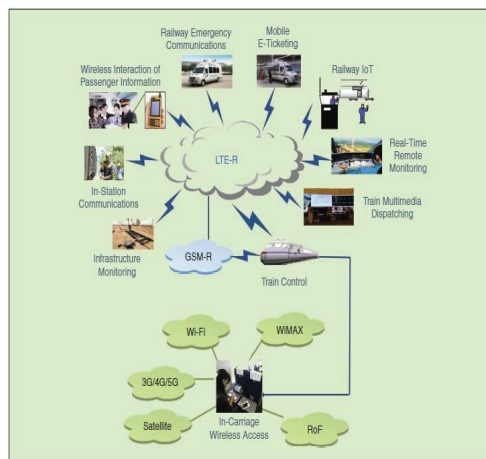 Railway Emergency
Communications
Mobile
E-Ticketing
Wireless Interaction of
Passenger Information
Railway IoT
LTE-R
Real-Time
Remote
Monitoring
In-Station
Communications
Train Multimedia
Dispatching
Infrastructure
Monitoring
GSM-R
Train Control
Wi-Fi
WiMAX
3G/4G/5G
Satellite
In-Carriage
Wireless Access
RoF